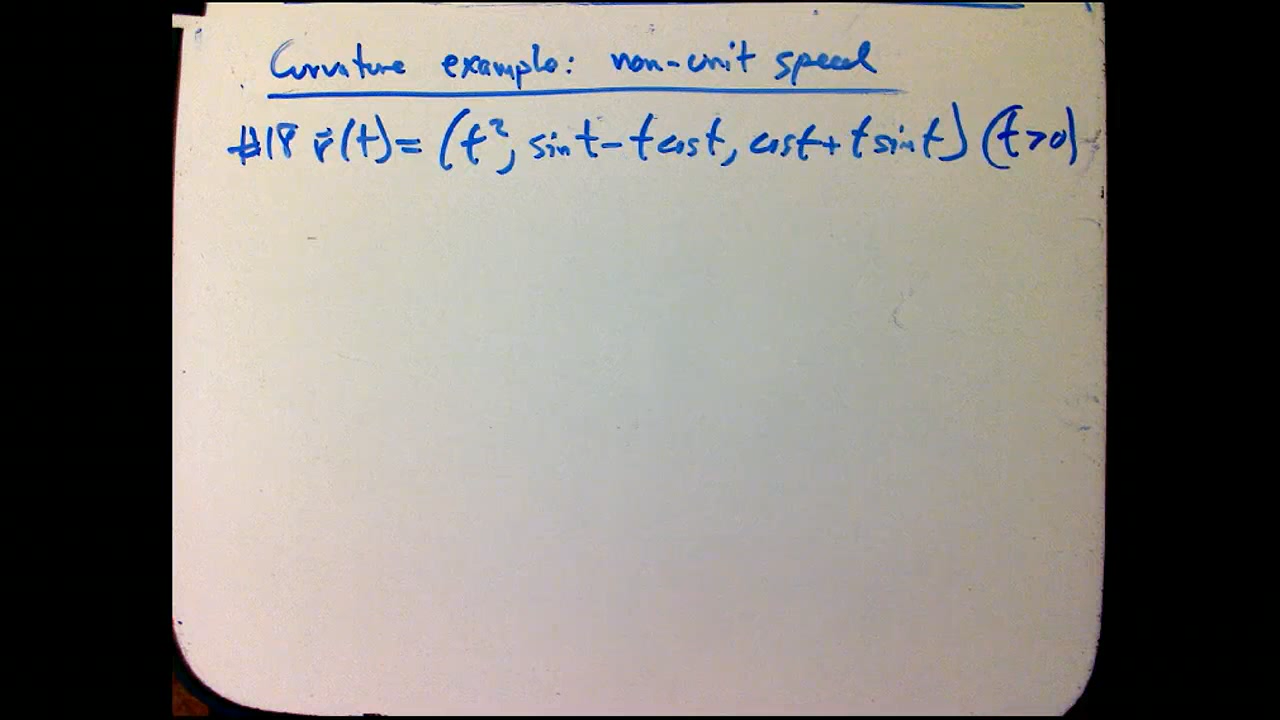 Curvature example: non-unit speed
#18 r⃗(t) = (t², sin t - t cos t, cos t + t sin t) (t>0)